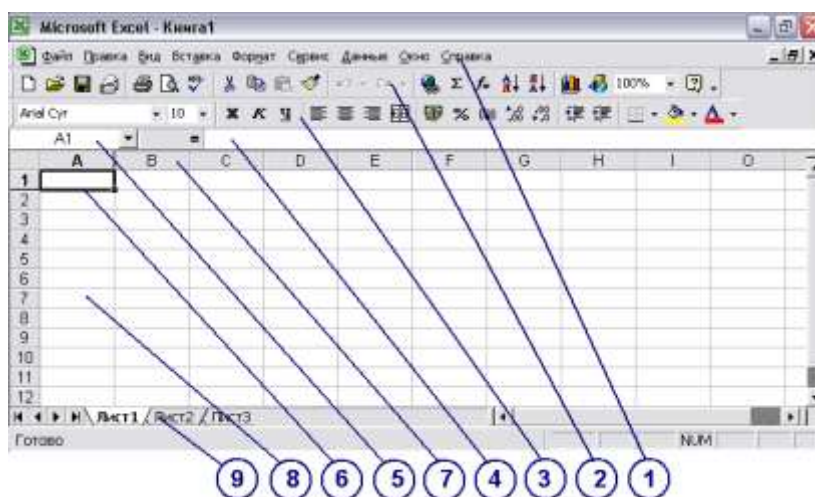 Microsoft Excel - Книга1
Файл Правка Вид Вставка Формат Сервис Данные Окно Справка
Σ 100%
Arial Cyr 10 Ж К Ч %
A1 =
A B C D E F G H I O
1
2
3
4
5
6
7
8
9
10
11
12
Лист1 Лист2 Лист3
Готово NUM
9 8 6 5 7 4 3 2 1